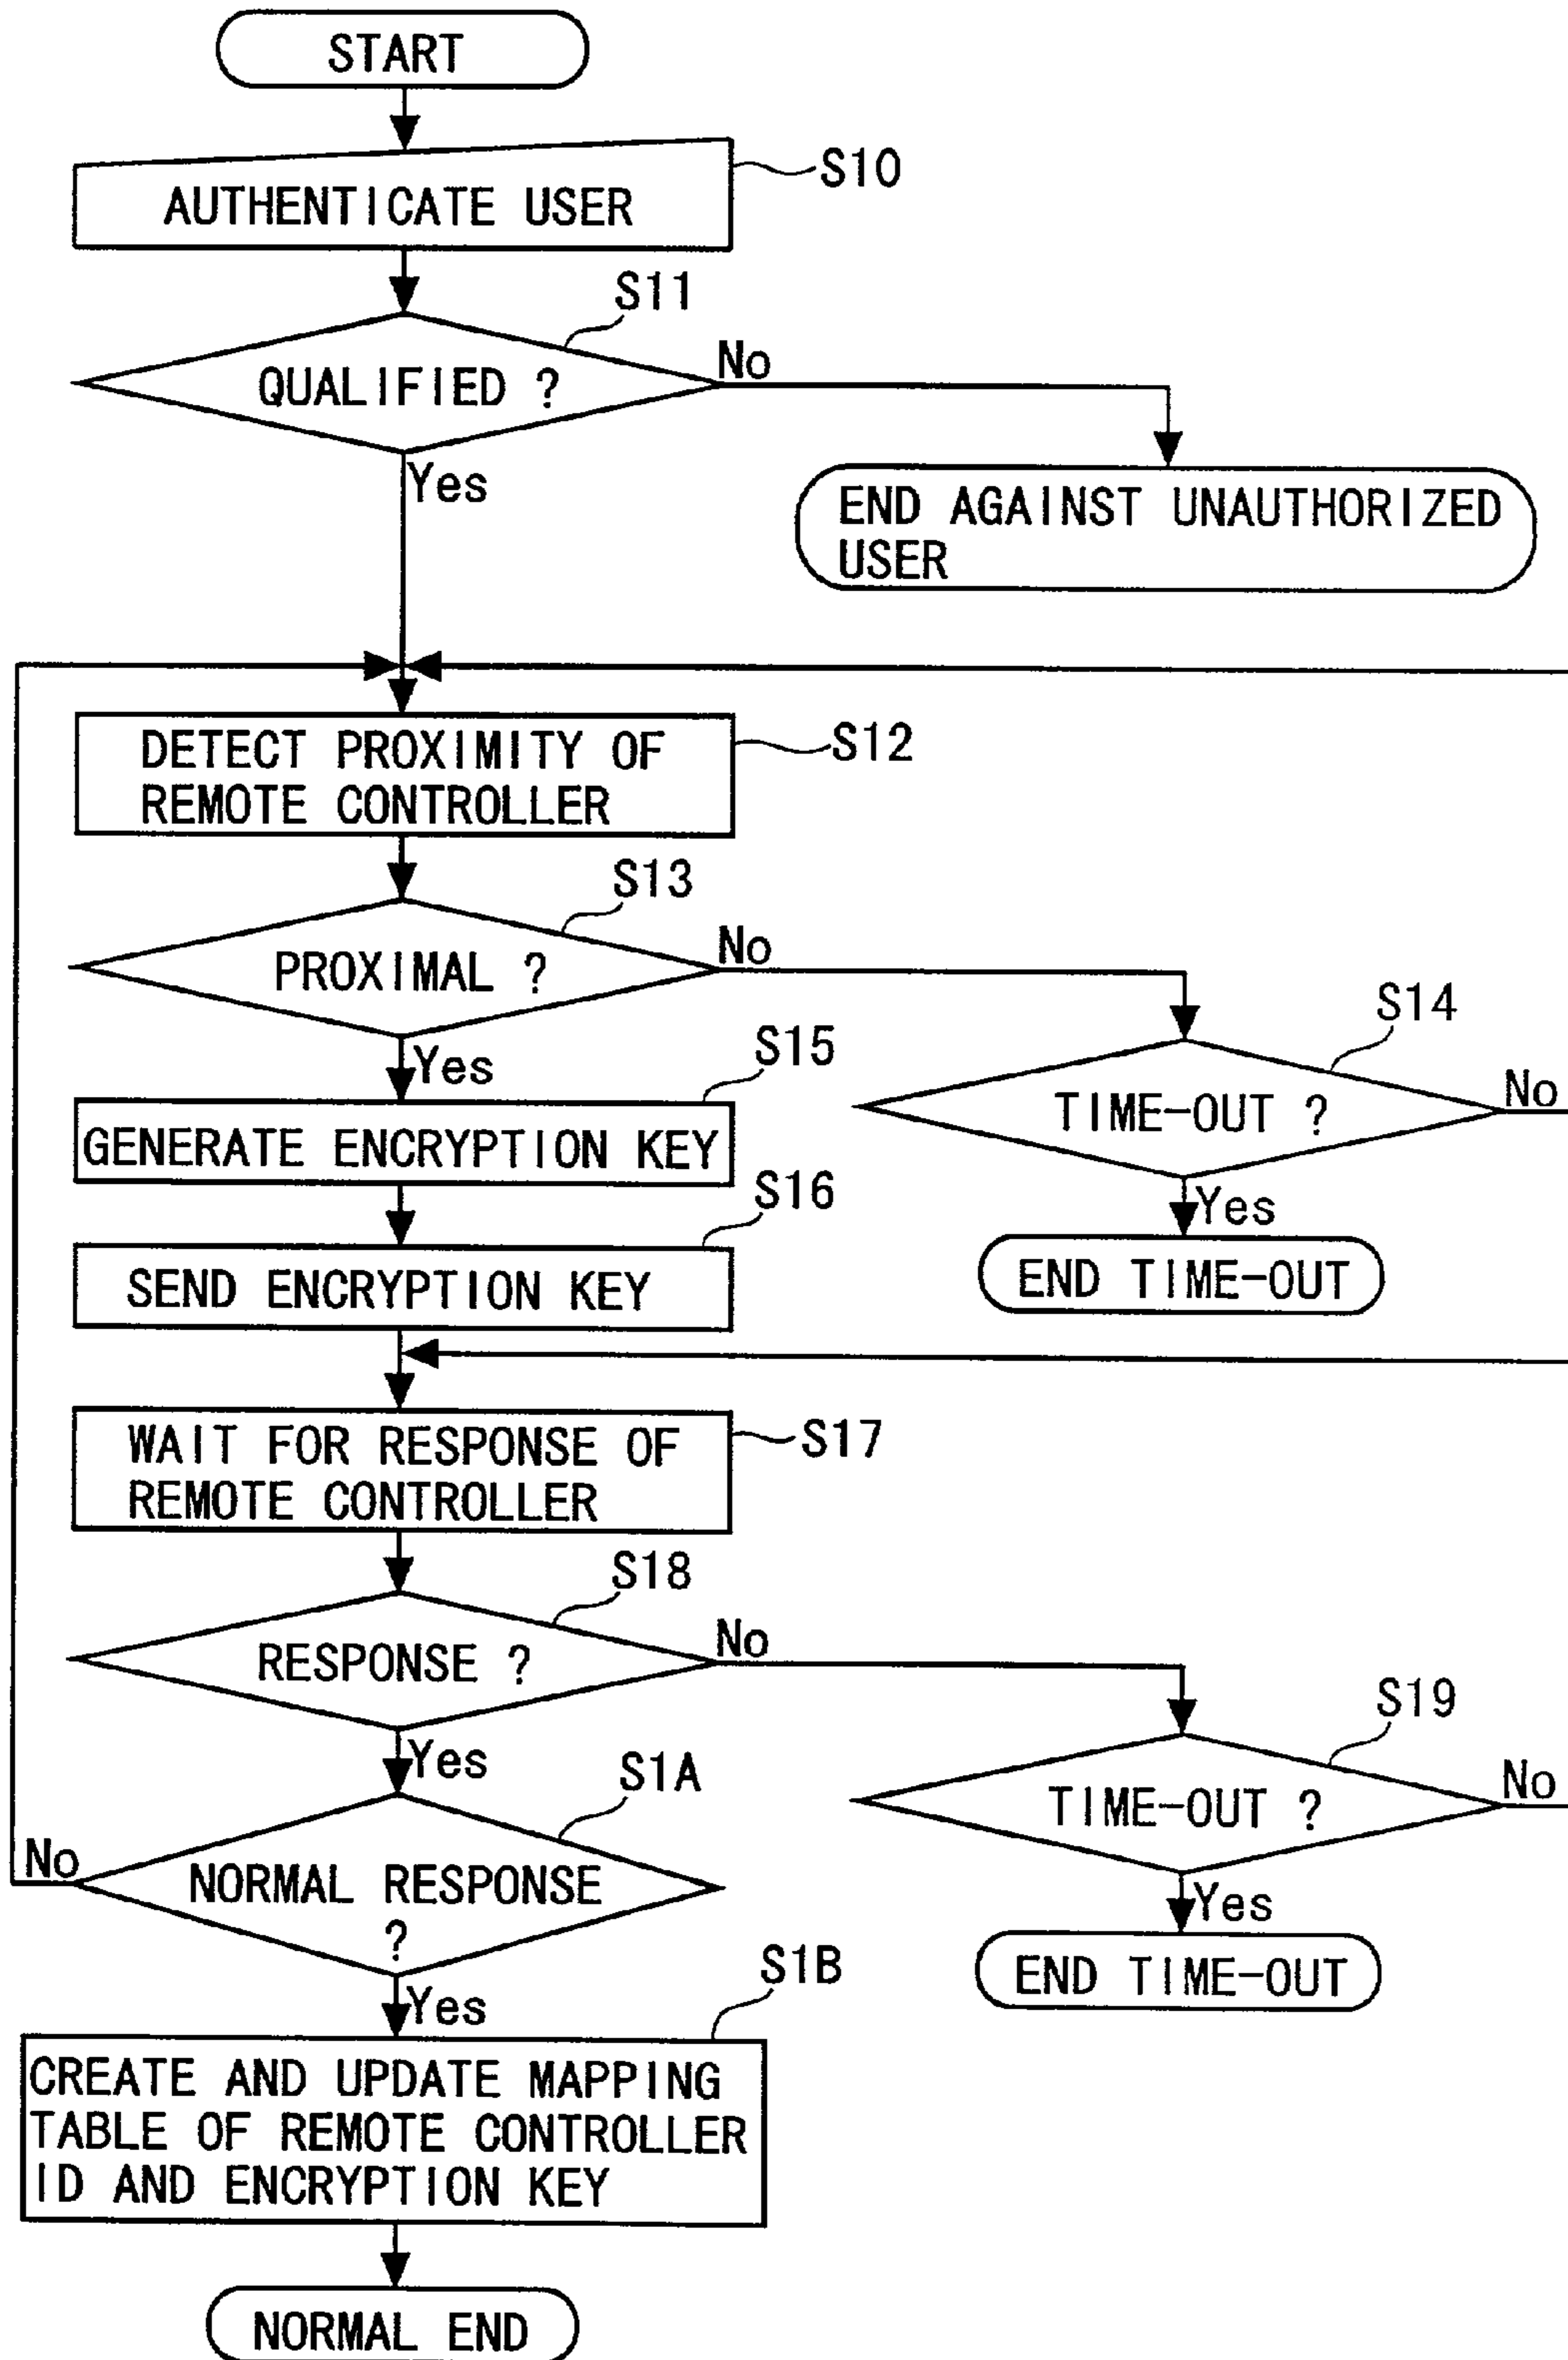 START
AUTHENTICATE USER
S10
S11
QUALIFIED ?
No
Yes
END AGAINST UNAUTHORIZED
USER
DETECT PROXIMITY OF
REMOTE CONTROLLER
S12
S13
PROXIMAL ?
No
Yes
S14
TIME-OUT ?
No
Yes
END TIME-OUT
S15
GENERATE ENCRYPTION KEY
S16
SEND ENCRYPTION KEY
WAIT FOR RESPONSE OF
REMOTE CONTROLLER
S17
S18
RESPONSE ?
No
Yes
S19
TIME-OUT ?
No
Yes
END TIME-OUT
S1A
NORMAL RESPONSE
?
No
Yes
S1B
CREATE AND UPDATE MAPPING
TABLE OF REMOTE CONTROLLER
ID AND ENCRYPTION KEY
NORMAL END